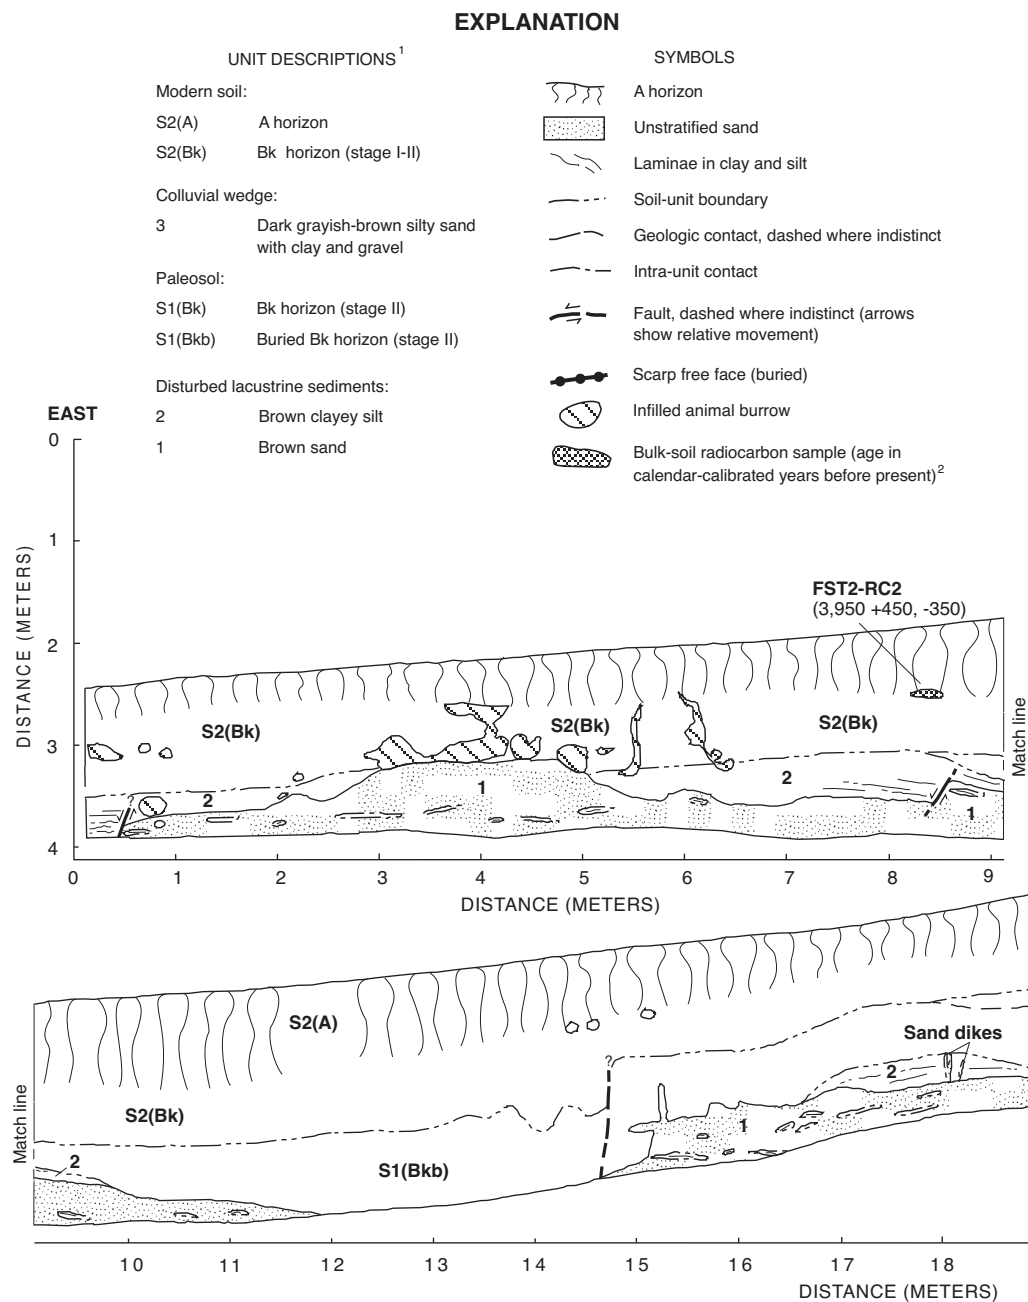 EXPLANATION
UNIT DESCRIPTIONS 1
Modern soil:
S2(A) A horizon
S2(Bk) Bk horizon (stage I-II)
Colluvial wedge:
3 Dark grayish-brown silty sand
with clay and gravel
Paleosol:
S1(Bk) Bk horizon (stage II)
S1(Bkb) Buried Bk horizon (stage II)
Disturbed lacustrine sediments:
2 Brown clayey silt
1 Brown sand
SYMBOLS
A horizon
Unstratified sand
Laminae in clay and silt
Soil-unit boundary
Geologic contact, dashed where indistinct
Intra-unit contact
Fault, dashed where indistinct (arrows
show relative movement)
Scarp free face (buried)
Infilled animal burrow
Bulk-soil radiocarbon sample (age in
calendar-calibrated years before present)2
EAST
0
1
2
3
4
DISTANCE (METERS)
FST2-RC2
(3,950 +450, -350)
S2(Bk) S2(Bk) S2(Bk)
2 1 2 1
?
Match line
0 1 2 3 4 5 6 7 8 9
DISTANCE (METERS)
S2(A)
Sand dikes
?
2
S2(Bk)
1
Match line
2
S1(Bkb)
10 11 12 13 14 15 16 17 18
DISTANCE (METERS)